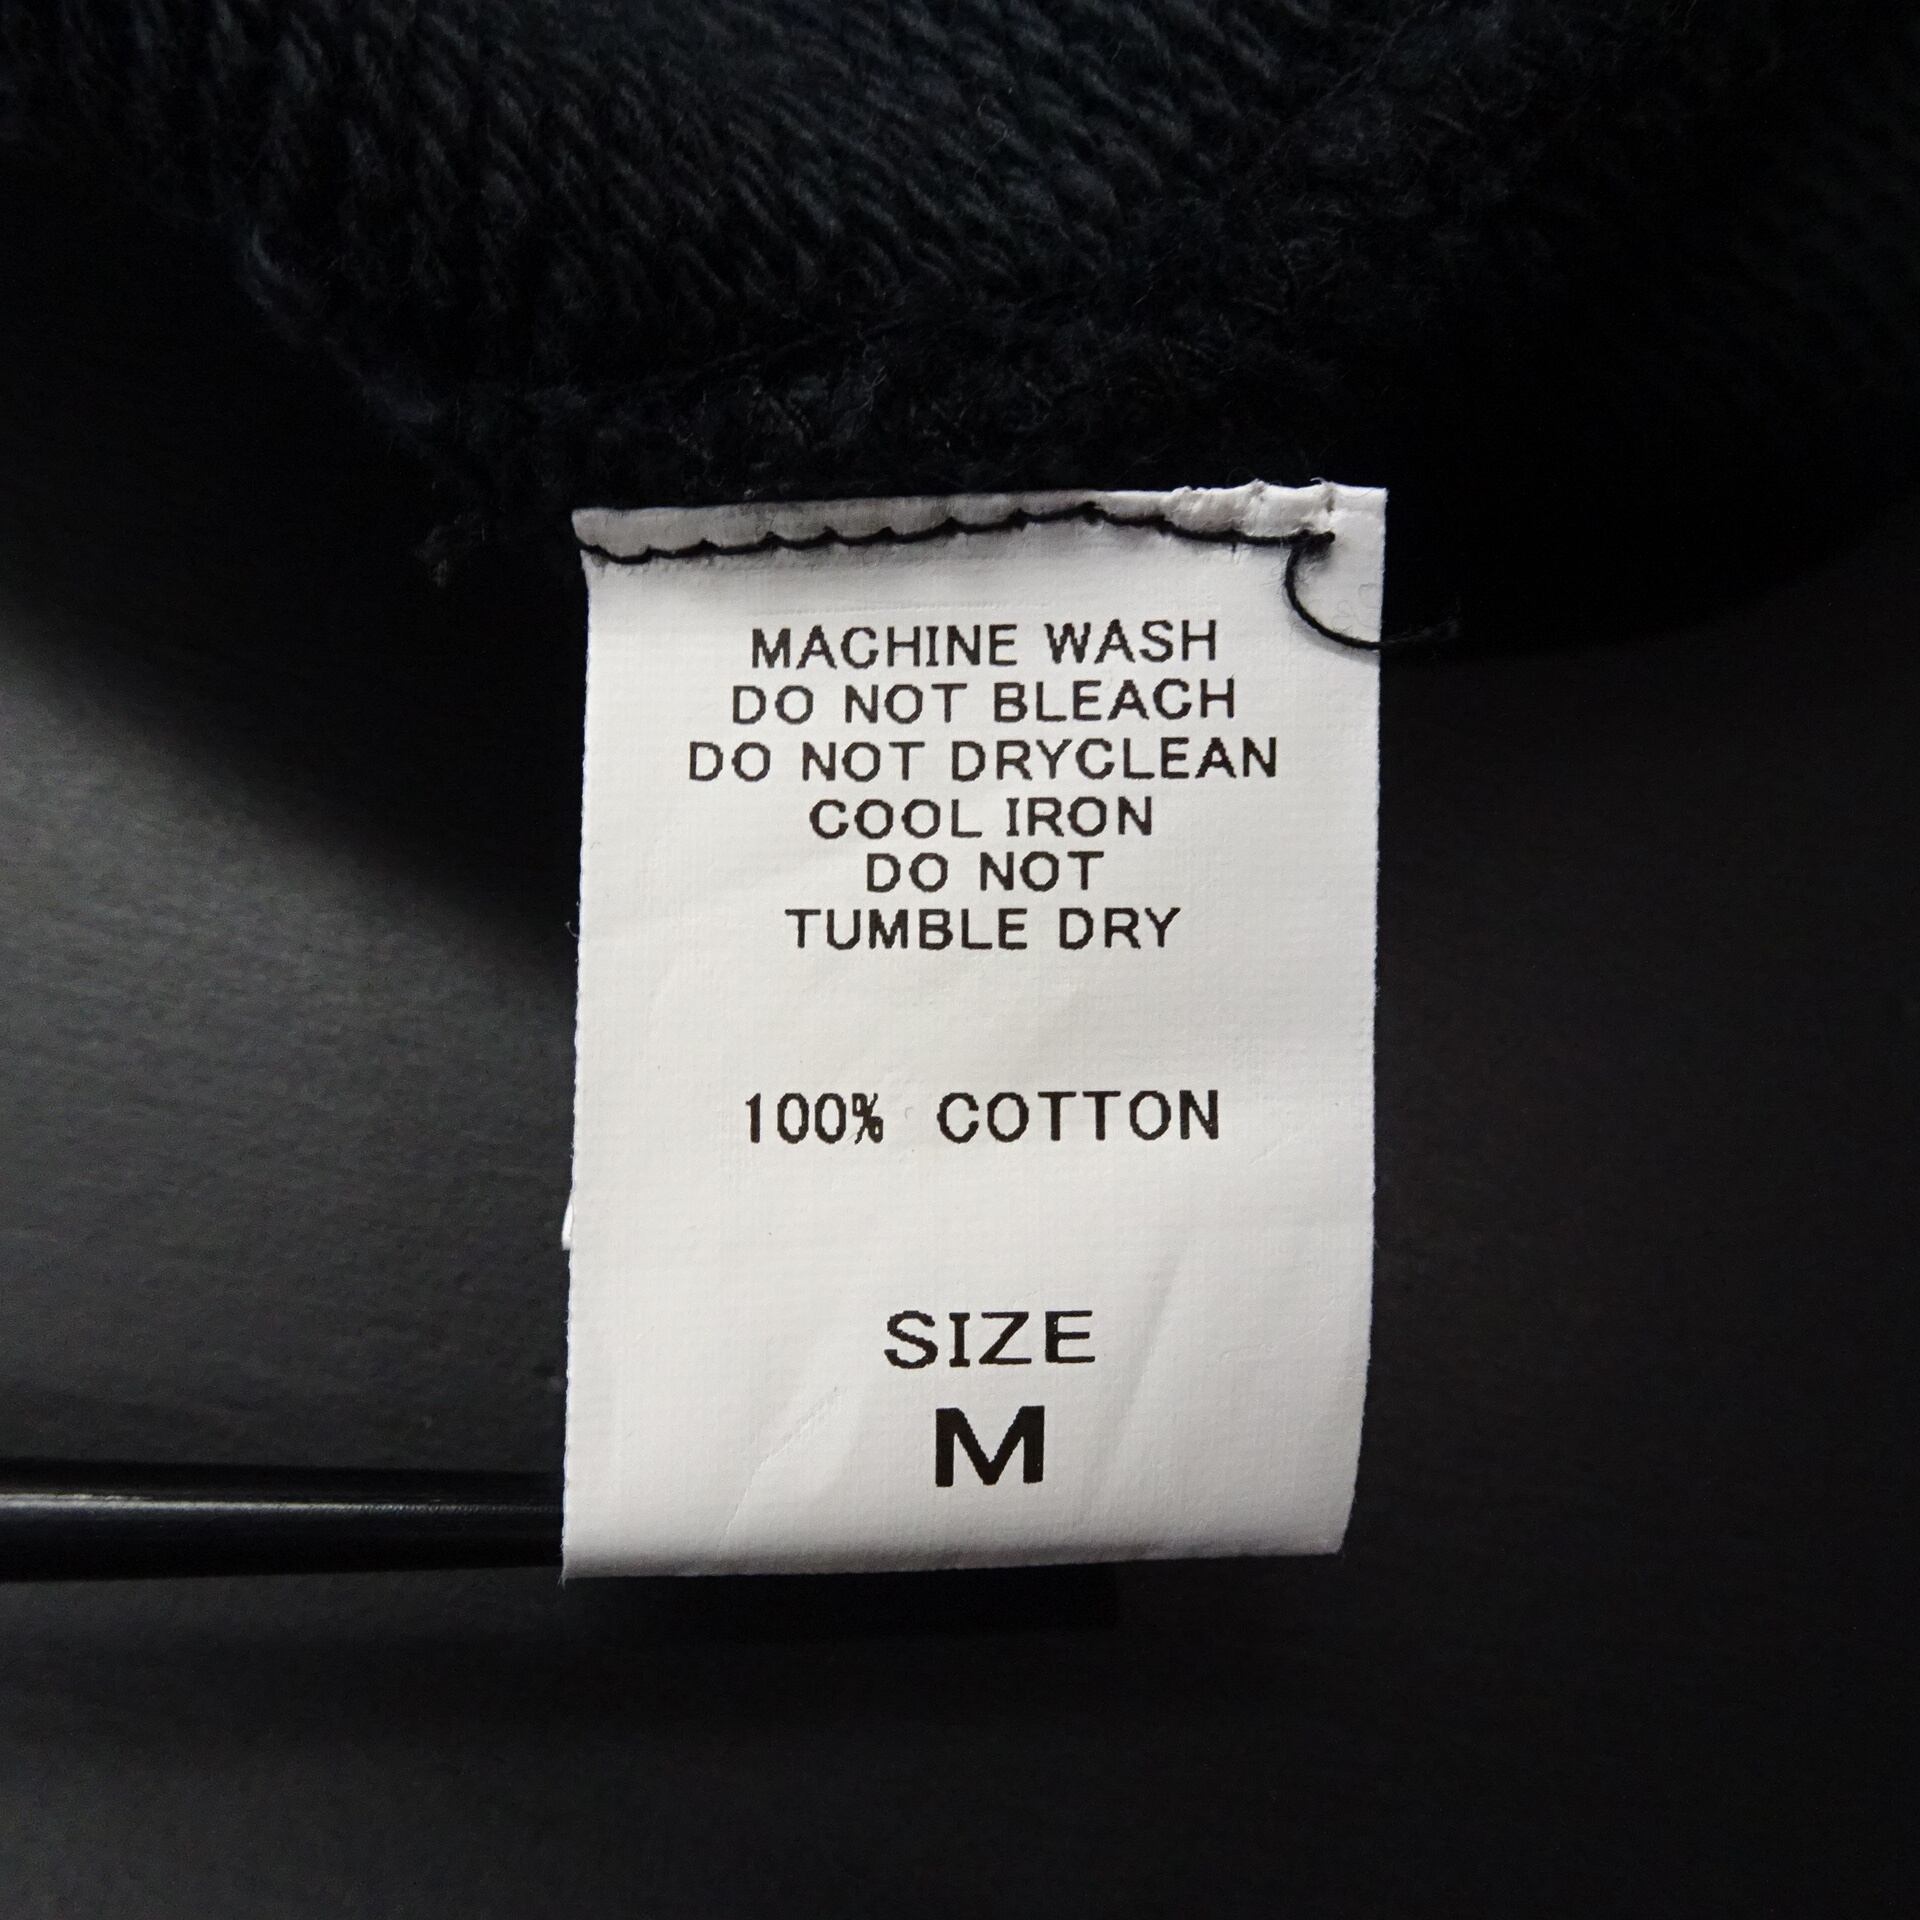 MACHINE WASH
DO NOT BLEACH
DO NOT DRYCLEAN
COOL IRON
DO NOT
TUMBLE DRY
100% COTTON
SIZE
M